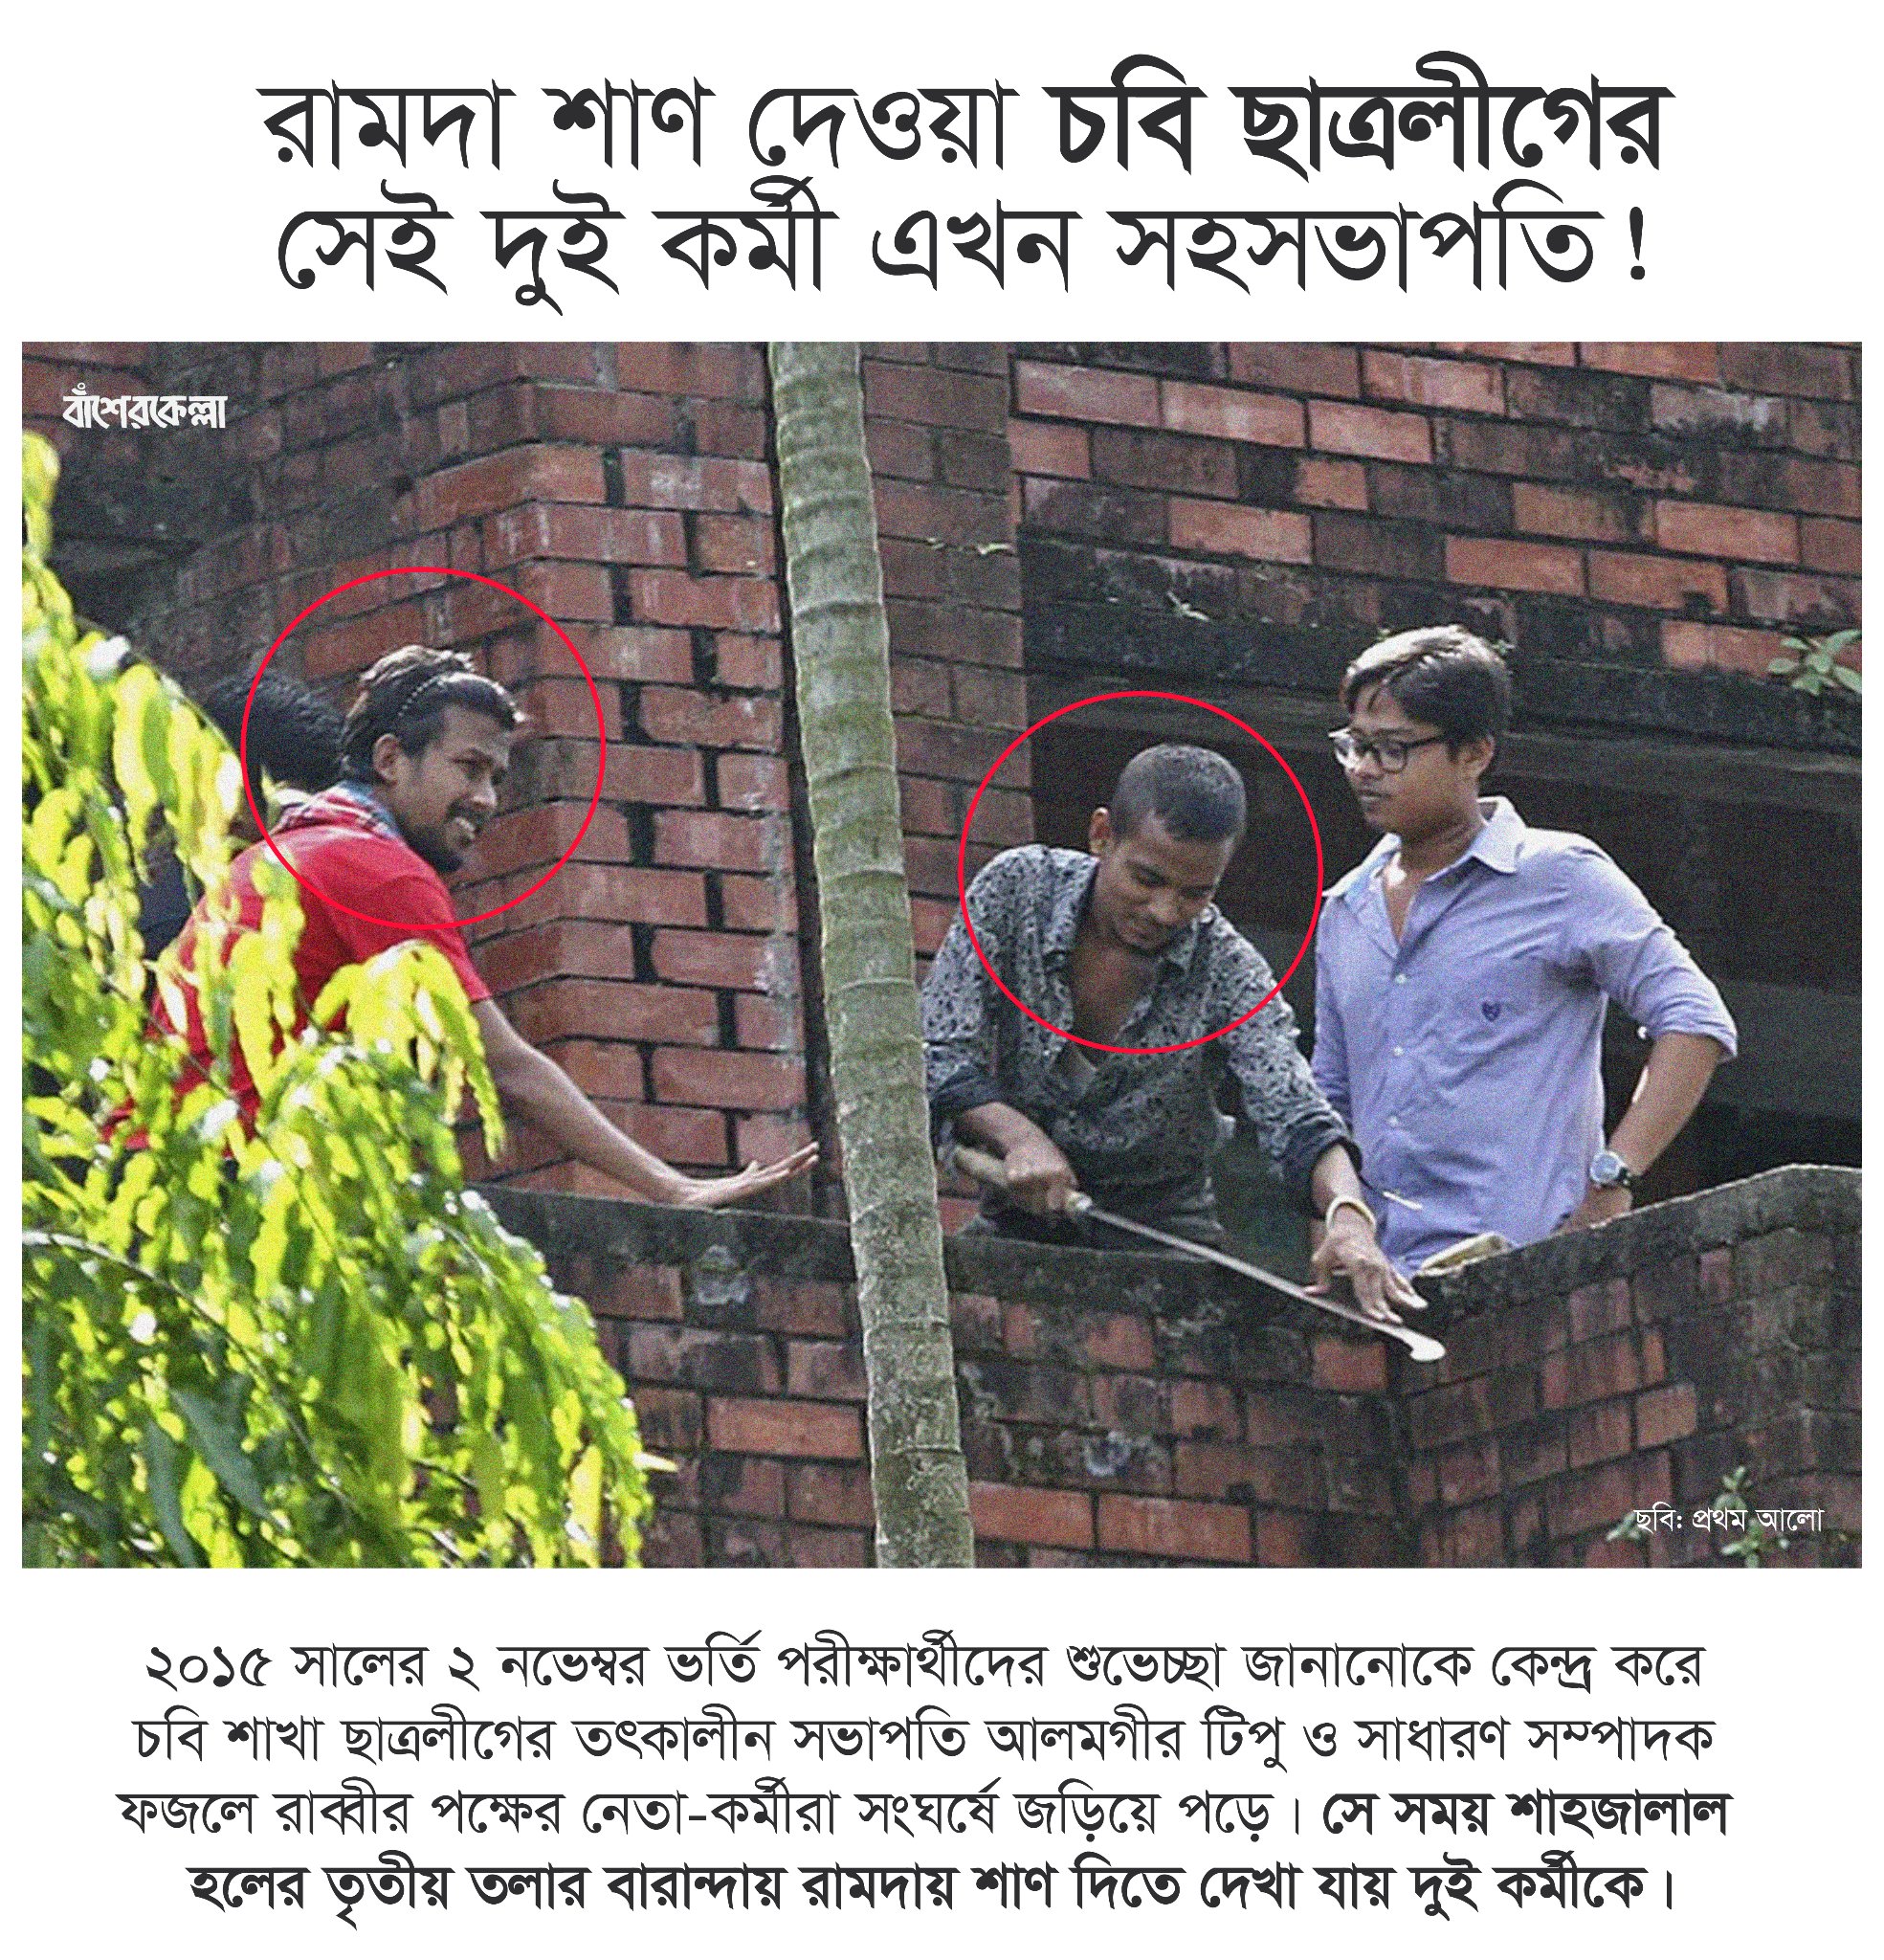 রামদা শাণ দেওয়া চবি ছাত্রলীগের
সেই দুই কর্মী এখন সহসভাপতি!
বাঁশেরকেল্লা
ছবি: প্রথম আলো
২০১৫ সালের ২ নভেম্বর ভর্তি পরীক্ষার্থীদের শুভেচ্ছা জানানোকে কেন্দ্র করে
চবি শাখা ছাত্রলীগের তৎকালীন সভাপতি আলমগীর টিপু ও সাধারণ সম্পাদক
ফজলে রাব্বীর পক্ষের নেতা-কর্মীরা সংঘর্ষে জড়িয়ে পড়ে। সে সময় শাহজালাল
হলের তৃতীয় তলার বারান্দায় রামদায় শাণ দিতে দেখা যায় দুই কর্মীকে।